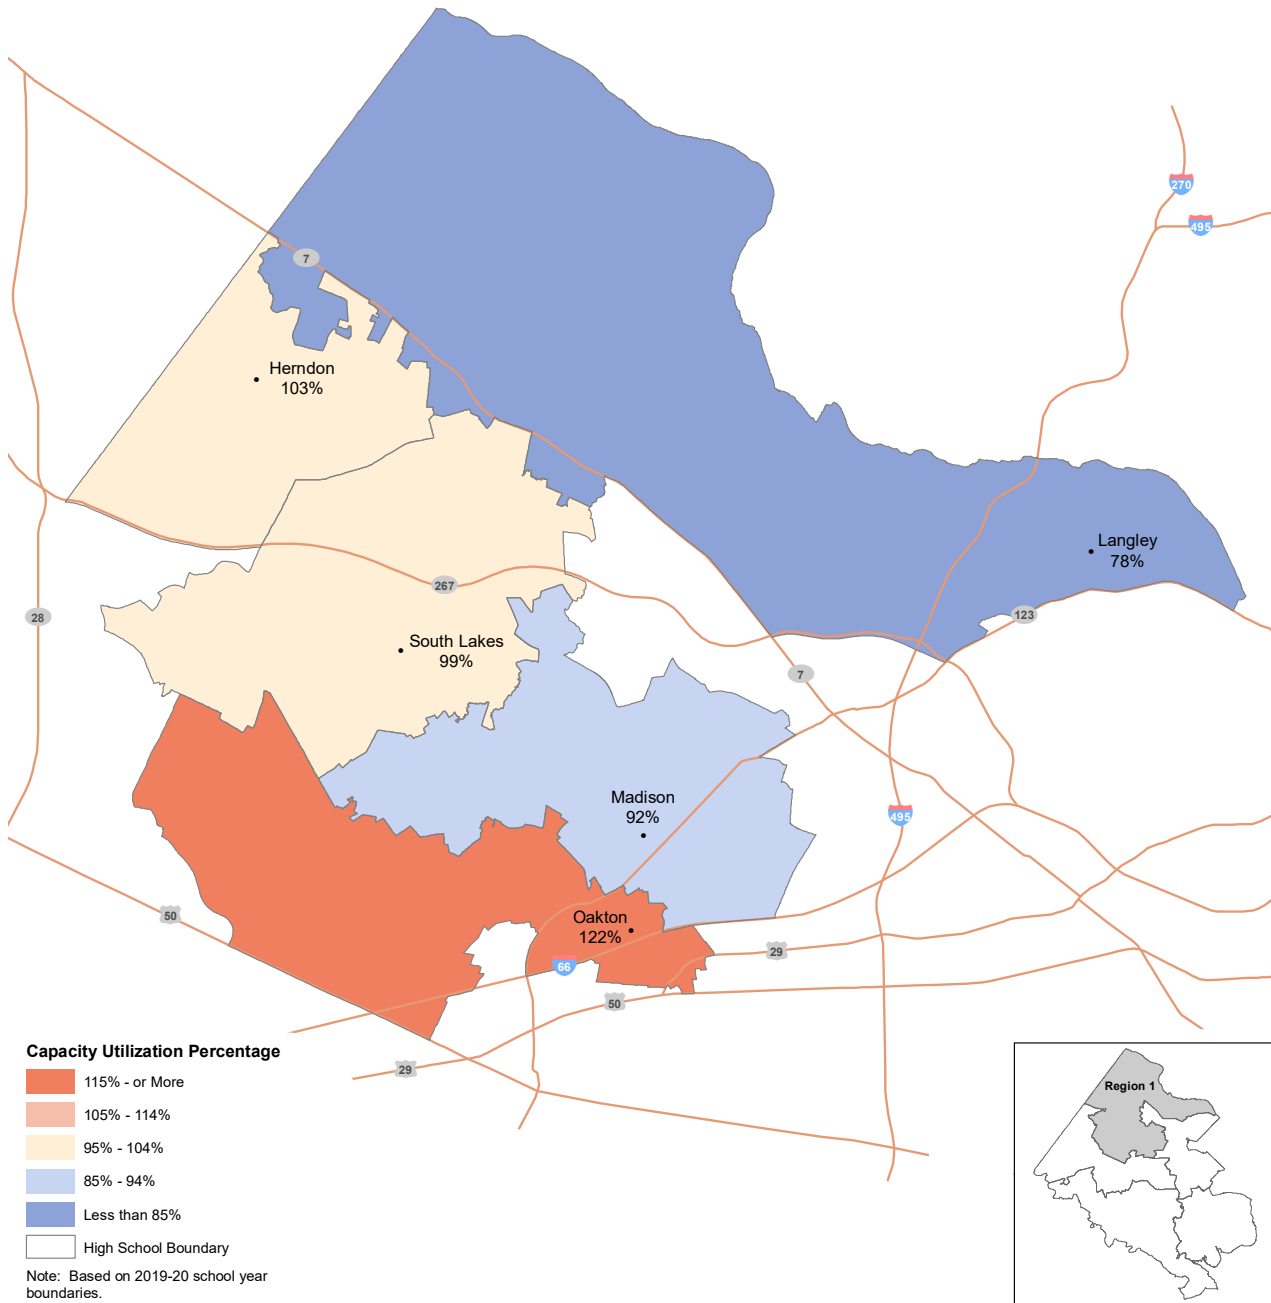 270
495
7
Herndon
103%
Langley
78%
267
123
28
South Lakes
99%
7
Madison
92%
495
50
Oakton
122%
29
66
50
29
Capacity Utilization Percentage
115% - or More
105% - 114%
95% - 104%
85% - 94%
Less than 85%
High School Boundary
Note:  Based on 2019-20 school year
boundaries.
Region 1